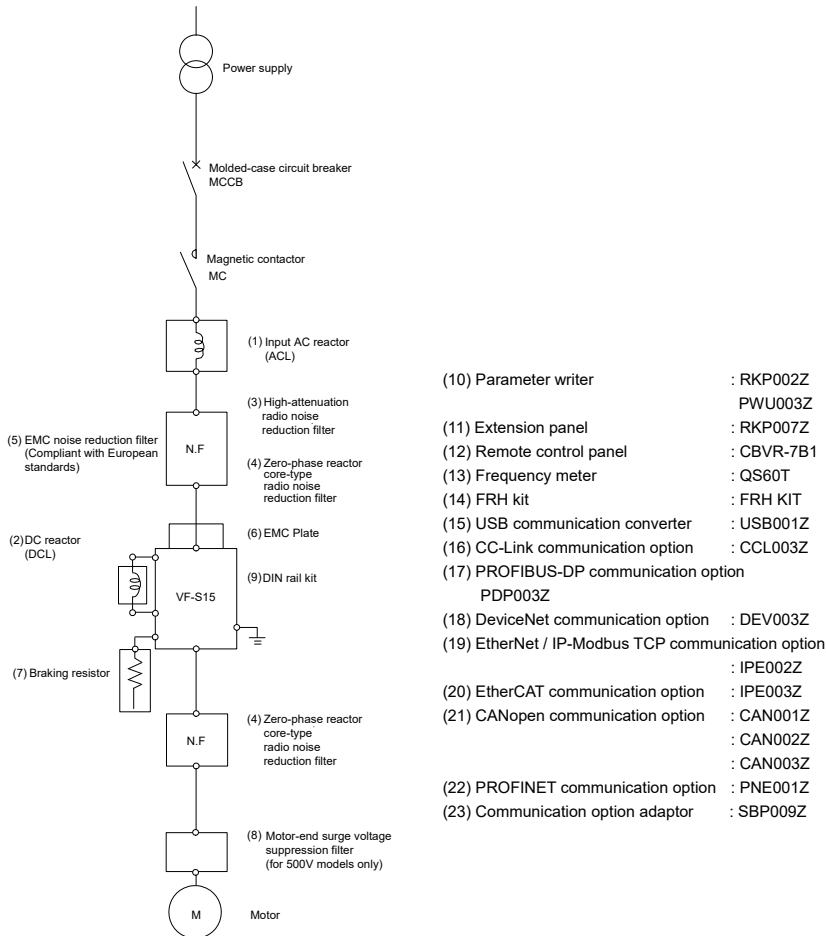 Power supply
Molded-case circuit breaker
MCCB
Magnetic contactor
MC
(1) Input AC reactor
(ACL)
(3) High-attenuation
radio noise
reduction filter
(5) EMC noise reduction filter
(Compliant with European
standards)
N.F
(4) Zero-phase reactor
core-type
radio noise
reduction filter
(6) EMC Plate
(2) DC reactor
(DCL)
(9) DIN rail kit
VF-S15
(7) Braking resistor
(4) Zero-phase reactor
core-type
radio noise
reduction filter
N.F
(8) Motor-end surge voltage
suppression filter
(for 500V models only)
M
Motor
(10) Parameter writer : RKP002Z
PWU003Z
(11) Extension panel : RKP007Z
(12) Remote control panel : CBVR-7B1
(13) Frequency meter : QS60T
(14) FRH kit : FRH KIT
(15) USB communication converter : USB001Z
(16) CC-Link communication option : CCL003Z
(17) PROFIBUS-DP communication option
PDP003Z
(18) DeviceNet communication option : DEV003Z
(19) EtherNet / IP-Modbus TCP communication option
: IPE002Z
(20) EtherCAT communication option : IPE003Z
(21) CANopen communication option : CAN001Z
: CAN002Z
: CAN003Z
(22) PROFINET communication option : PNE001Z
(23) Communication option adaptor : SBP009Z